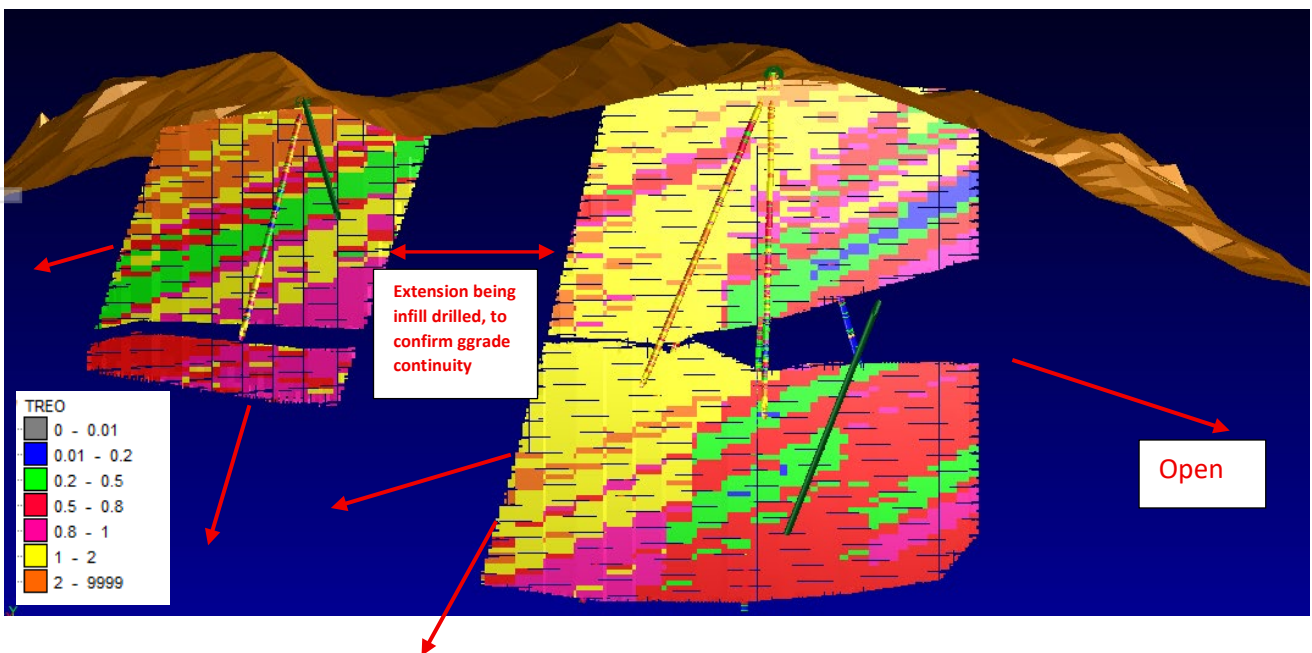 Extension being
infill drilled, to
confirm ggrade
continuity
Open
TREO
0 - 0.01
0.01 - 0.2
0.2 - 0.5
0.5 - 0.8
0.8 - 1
1 - 2
2 - 9999
Y